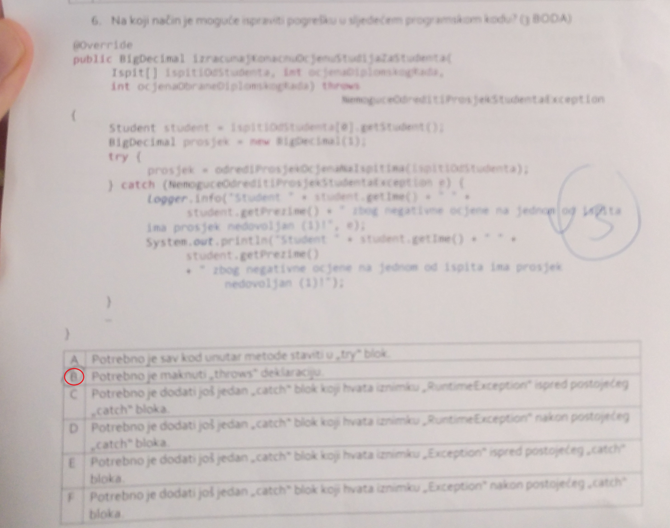 6. Na koji način je moguće ispraviti pogrešku u sljedećem programskom kodu? (3 BODA)
@Override
public BigDecimal izracunajKonacnuOcjenuStudijaZaStudenta(
Ispit[] ispitiOdStudenta, int ocjenaDiplomskogRada,
int ocjenaObraneDiplomskogRada) throws
NemoguceOdreditiProsjekStudentaException
{
Student student = ispitiOdStudenta[0].getStudent();
BigDecimal prosjek = new BigDecimal(1);
try {
prosjek = odrediProsjekOcjenaNaIspitima(ispitiOdStudenta);
} catch (NemoguceOdreditiProsjekStudentaException e) {
Logger.info("Student " + student.getIme() + " " +
student.getPrezime() + " zbog negativne ocjene na jednom od ispita
ima prosjek nedovoljan (1)!", e);
System.out.println("Student " + student.getIme() + " " +
student.getPrezime()
+ " zbog negativne ocjene na jednom od ispita ima prosjek
nedovoljan (1)!");
}
…
}
3
A Potrebno je sav kod unutar metode staviti u „try“ blok.
B Potrebno je maknuti „throws“ deklaraciju.
C Potrebno je dodati još jedan „catch“ blok koji hvata iznimku „RuntimeException“ ispred postojećeg
„catch“ bloka.
D Potrebno je dodati još jedan „catch“ blok koji hvata iznimku „RuntimeException“ nakon postojećeg
„catch“ bloka.
E Potrebno je dodati još jedan „catch“ blok koji hvata iznimku „Exception“ ispred postojećeg „catch“
bloka.
F Potrebno je dodati još jedan „catch“ blok koji hvata iznimku „Exception“ nakon postojećeg „catch“
bloka.